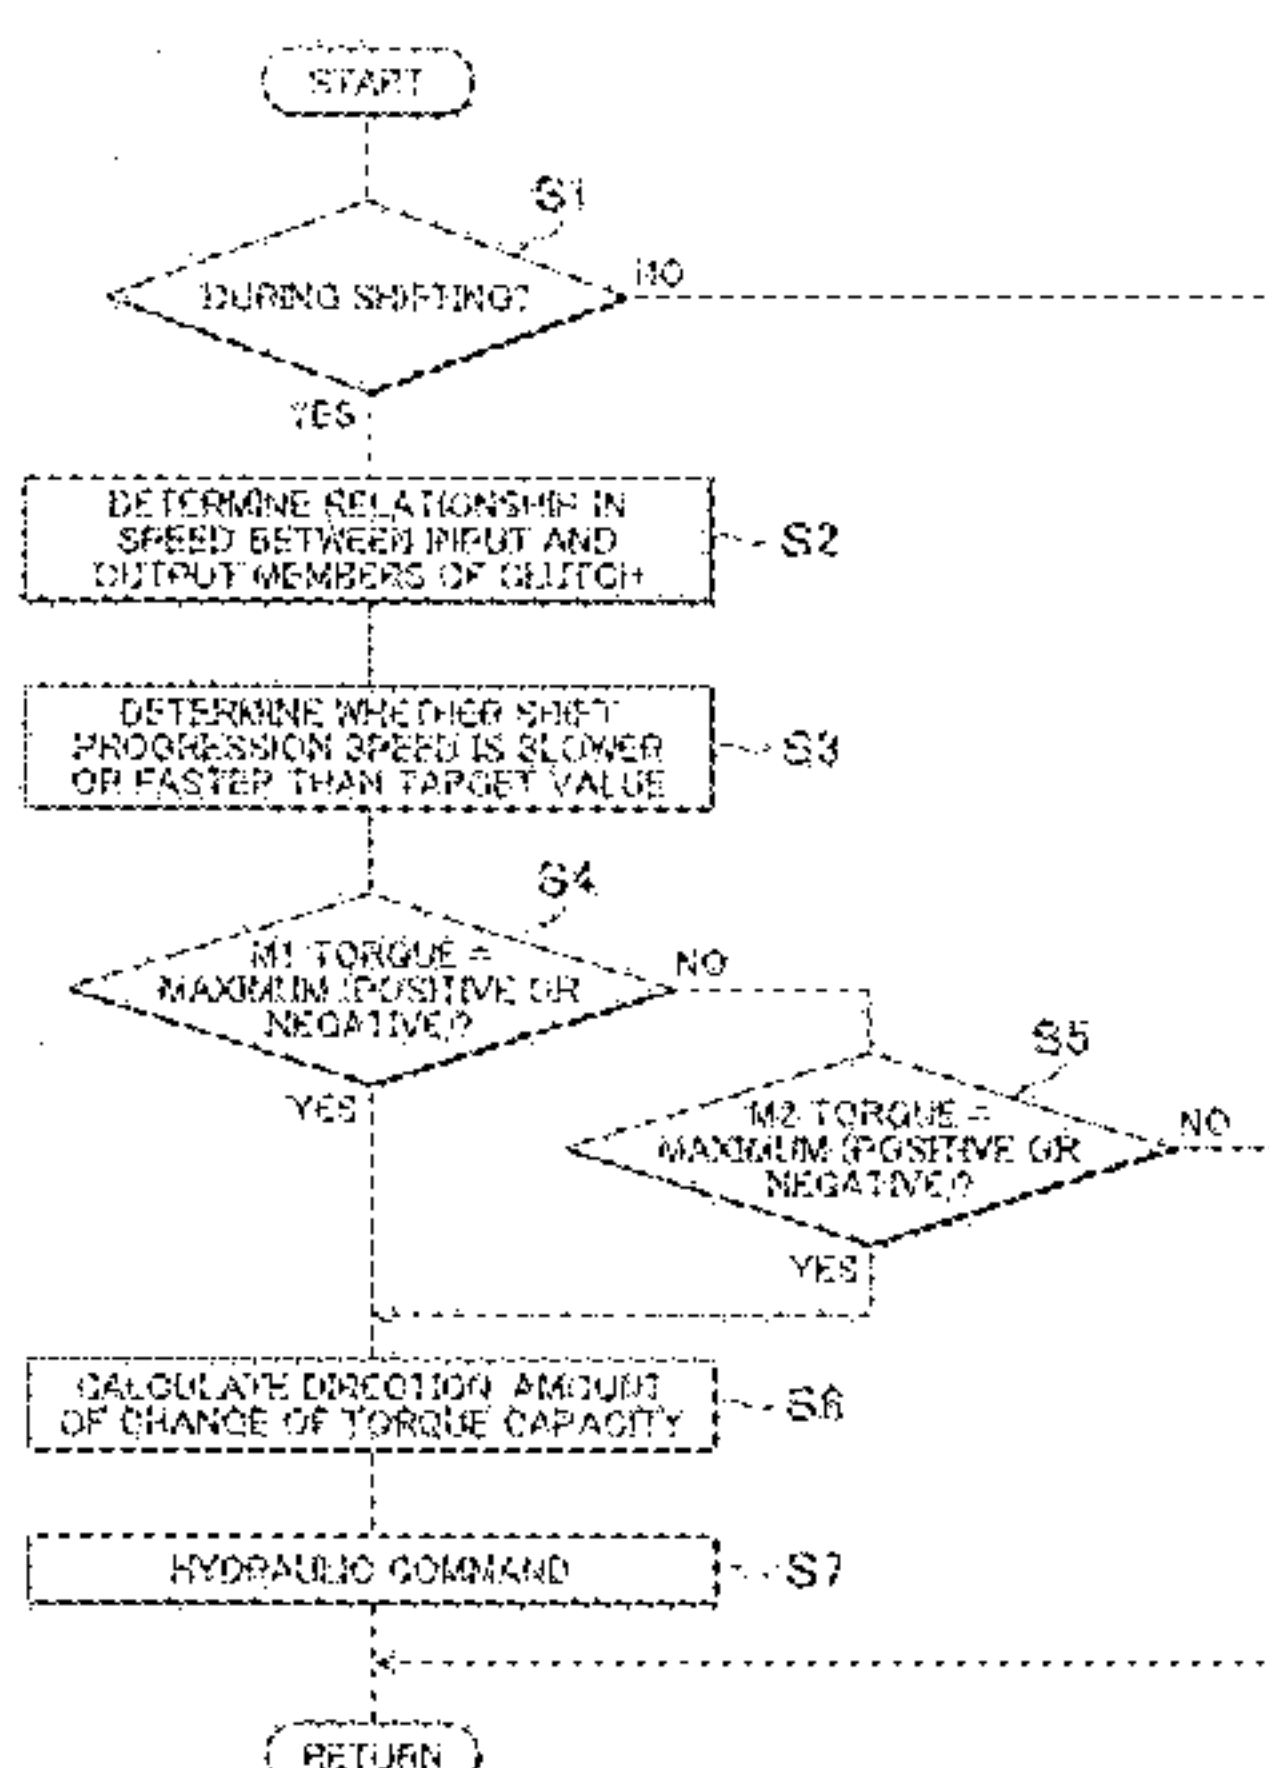 START
S1
DURING SHIFTING?
NO
YES
DETERMINE RELATIONSHIP IN
SPEED BETWEEN INPUT AND
OUTPUT MEMBERS OF CLUTCH
S2
DETERMINE WHETHER SHIFT
PROGRESSION SPEED IS SLOWER
OR FASTER THAN TARGET VALUE
S3
S4
M1 TORQUE =
MAXIMUM (POSITIVE OR
NEGATIVE)?
NO
YES
S5
M2 TORQUE =
MAXIMUM (POSITIVE OR
NEGATIVE)?
NO
YES
CALCULATE DIRECTION, AMOUNT
OF CHANGE OF TORQUE CAPACITY
S6
HYDRAULIC COMMAND
S7
RETURN